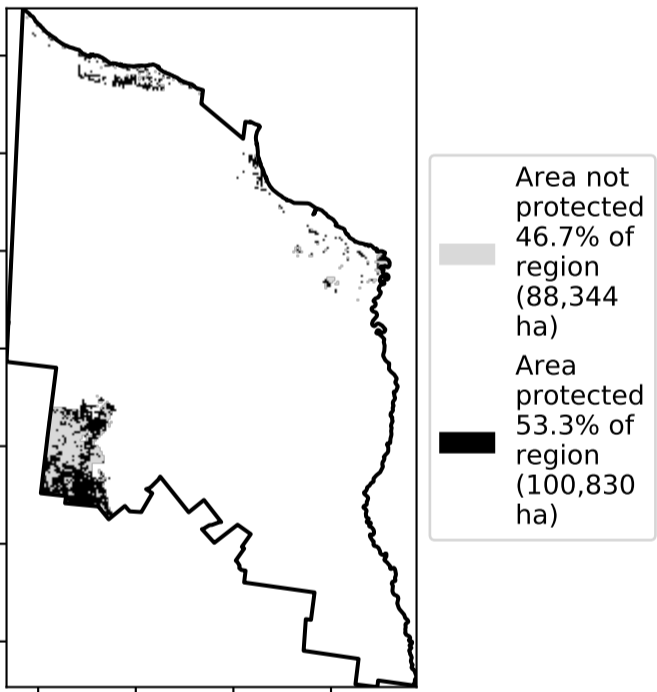 Area not
protected
46.7% of
region
(88,344
ha)
Area
protected
53.3% of
region
(100,830
ha)